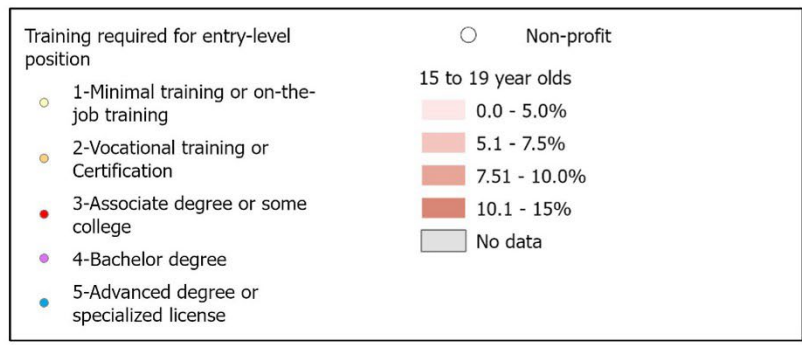 Training required for entry-level
position
1-Minimal training or on-the-
job training
2-Vocational training or
Certification
3-Associate degree or some
college
4-Bachelor degree
5-Advanced degree or
specialized license
Non-profit
15 to 19 year olds
0.0 - 5.0%
5.1 - 7.5%
7.51 - 10.0%
10.1 - 15%
No data